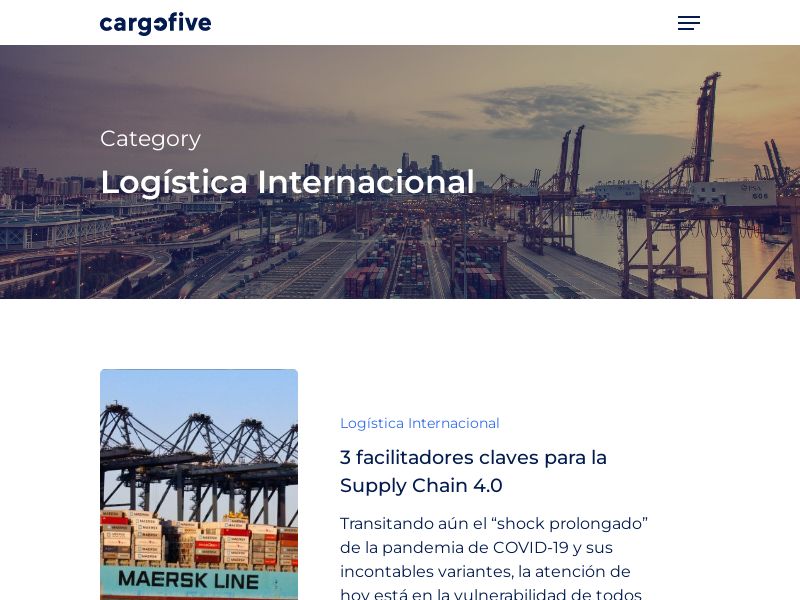 cargofive
Category
Logística Internacional
Logística Internacional
3 facilitadores claves para la
Supply Chain 4.0
Transitando aún el “shock prolongado”
de la pandemia de COVID-19 y sus
incontables variantes, la atención de
hoy está en la vulnerabilidad de todos
MAERSK LINE